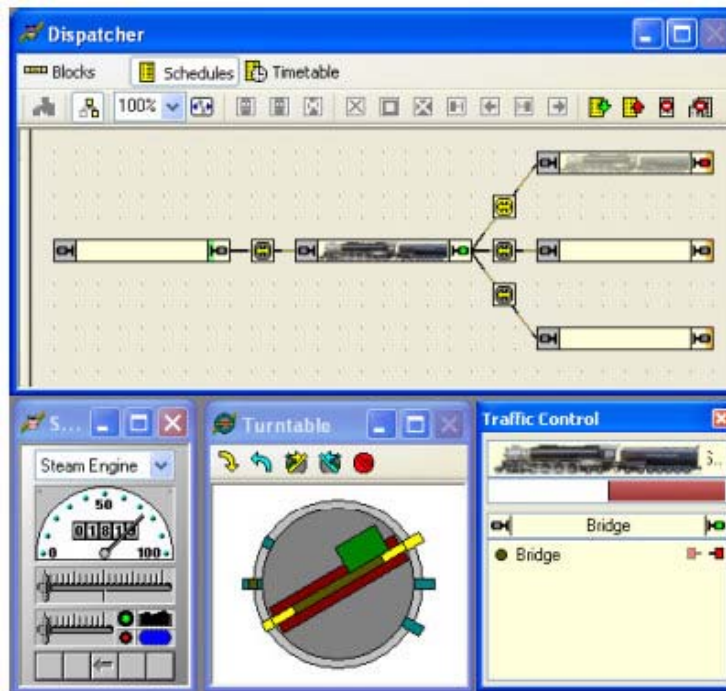 Dispatcher
Blocks Schedules Timetable
100%
S... Turntable Traffic Control
Steam Engine S..
50
0 100
Bridge
Bridge